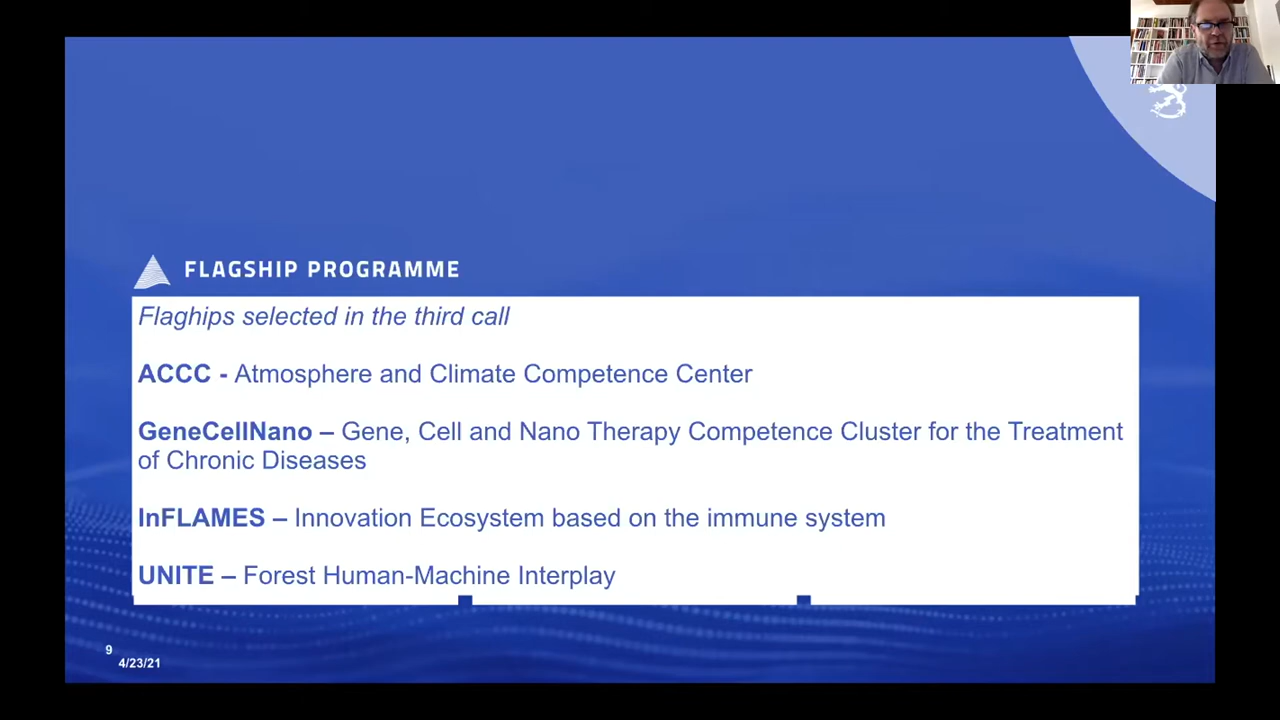 FLAGSHIP PROGRAMME
Flaghips selected in the third call
ACCC - Atmosphere and Climate Competence Center
GeneCellNano – Gene, Cell and Nano Therapy Competence Cluster for the Treatment
of Chronic Diseases
InFLAMES – Innovation Ecosystem based on the immune system
UNITE – Forest Human-Machine Interplay
9
4/23/21